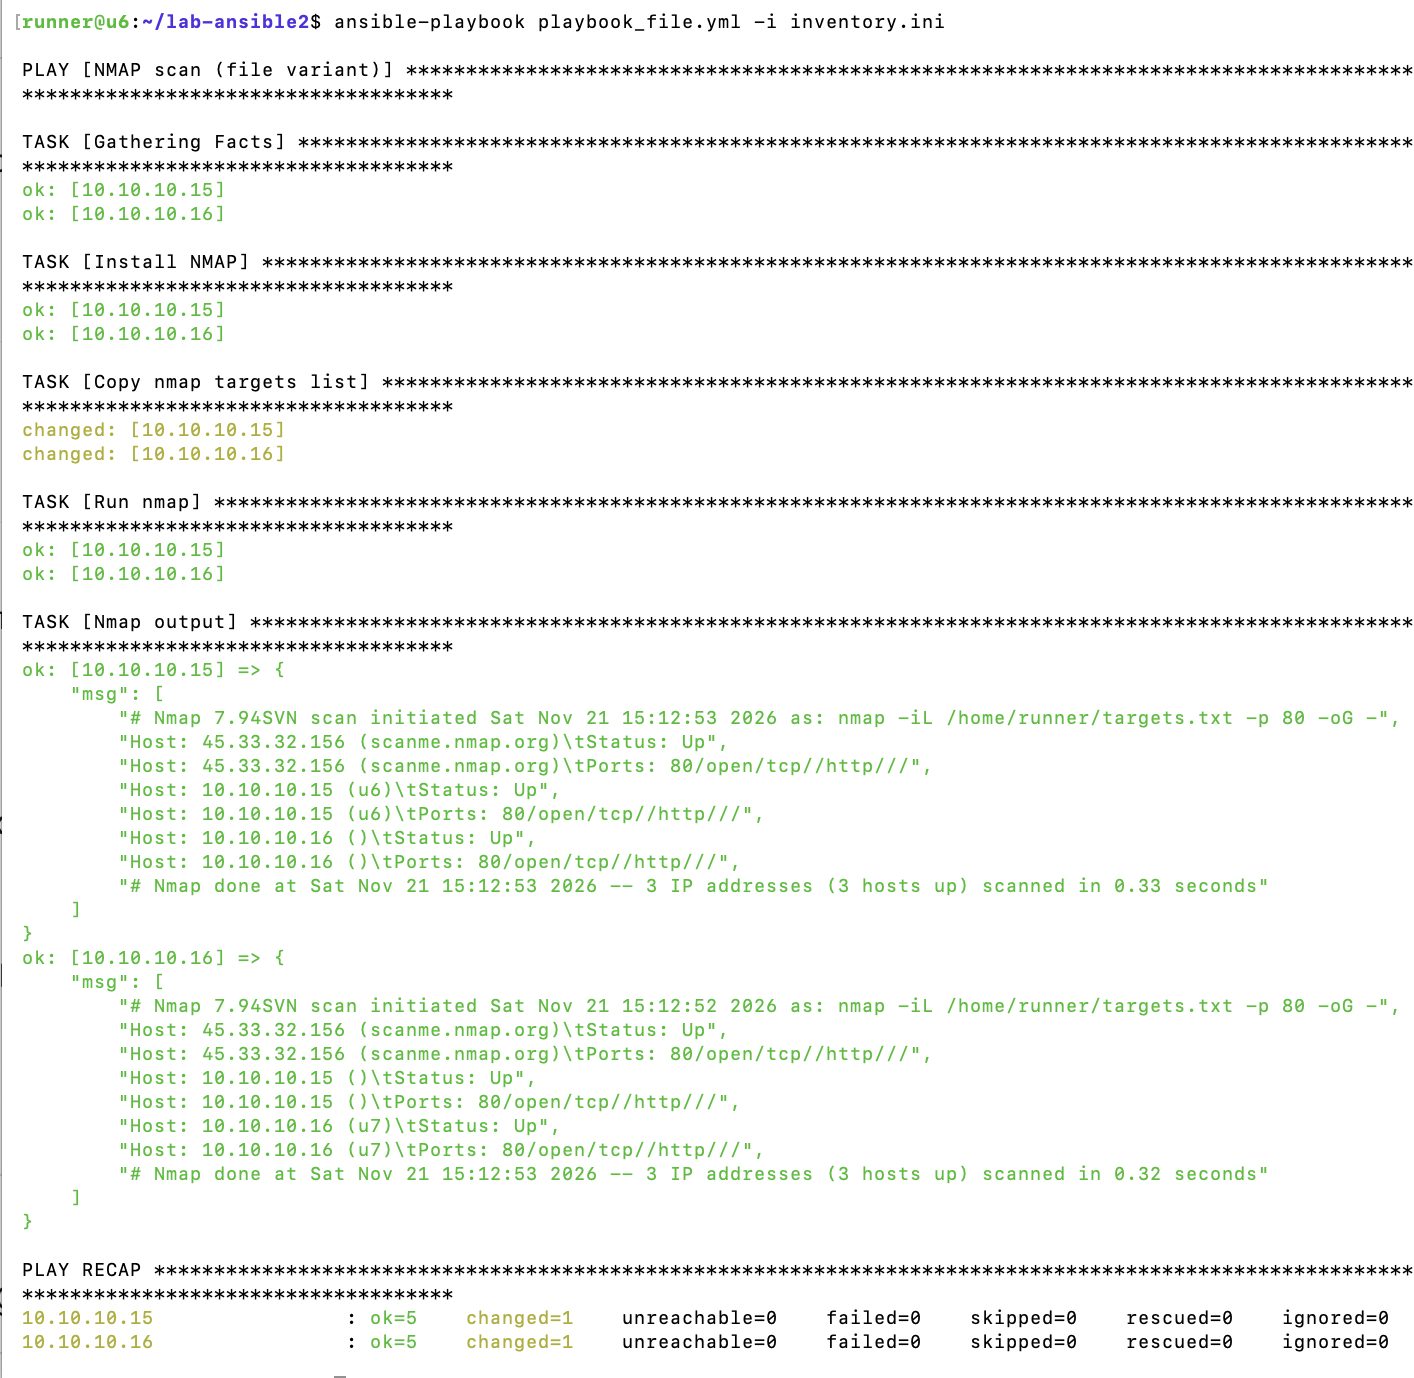 [runner@u6:~/lab-ansible2$ ansible-playbook playbook_file.yml -i inventory.ini
PLAY [NMAP scan (file variant)] ************************************************************************************
************************************
TASK [Gathering Facts] *********************************************************************************************
************************************
ok: [10.10.10.15]
ok: [10.10.10.16]
TASK [Install NMAP] ************************************************************************************************
************************************
ok: [10.10.10.15]
ok: [10.10.10.16]
TASK [Copy nmap targets list] **************************************************************************************
************************************
changed: [10.10.10.15]
changed: [10.10.10.16]
TASK [Run nmap] ****************************************************************************************************
************************************
ok: [10.10.10.15]
ok: [10.10.10.16]
TASK [Nmap output] *************************************************************************************************
************************************
ok: [10.10.10.15] => {
    "msg": [
        "# Nmap 7.94SVN scan initiated Sat Nov 21 15:12:53 2026 as: nmap -iL /home/runner/targets.txt -p 80 -oG -",
        "Host: 45.33.32.156 (scanme.nmap.org)\tStatus: Up",
        "Host: 45.33.32.156 (scanme.nmap.org)\tPorts: 80/open/tcp//http///",
        "Host: 10.10.10.15 (u6)\tStatus: Up",
        "Host: 10.10.10.15 (u6)\tPorts: 80/open/tcp//http///",
        "Host: 10.10.10.16 ()\tStatus: Up",
        "Host: 10.10.10.16 ()\tPorts: 80/open/tcp//http///",
        "# Nmap done at Sat Nov 21 15:12:53 2026 -- 3 IP addresses (3 hosts up) scanned in 0.33 seconds"
    ]
}
ok: [10.10.10.16] => {
    "msg": [
        "# Nmap 7.94SVN scan initiated Sat Nov 21 15:12:52 2026 as: nmap -iL /home/runner/targets.txt -p 80 -oG -",
        "Host: 45.33.32.156 (scanme.nmap.org)\tStatus: Up",
        "Host: 45.33.32.156 (scanme.nmap.org)\tPorts: 80/open/tcp//http///",
        "Host: 10.10.10.15 ()\tStatus: Up",
        "Host: 10.10.10.15 ()\tPorts: 80/open/tcp//http///",
        "Host: 10.10.10.16 (u7)\tStatus: Up",
        "Host: 10.10.10.16 (u7)\tPorts: 80/open/tcp//http///",
        "# Nmap done at Sat Nov 21 15:12:53 2026 -- 3 IP addresses (3 hosts up) scanned in 0.32 seconds"
    ]
}
PLAY RECAP *********************************************************************************************************
************************************
10.10.10.15                : ok=5    changed=1    unreachable=0    failed=0    skipped=0    rescued=0    ignored=0
10.10.10.16                : ok=5    changed=1    unreachable=0    failed=0    skipped=0    rescued=0    ignored=0